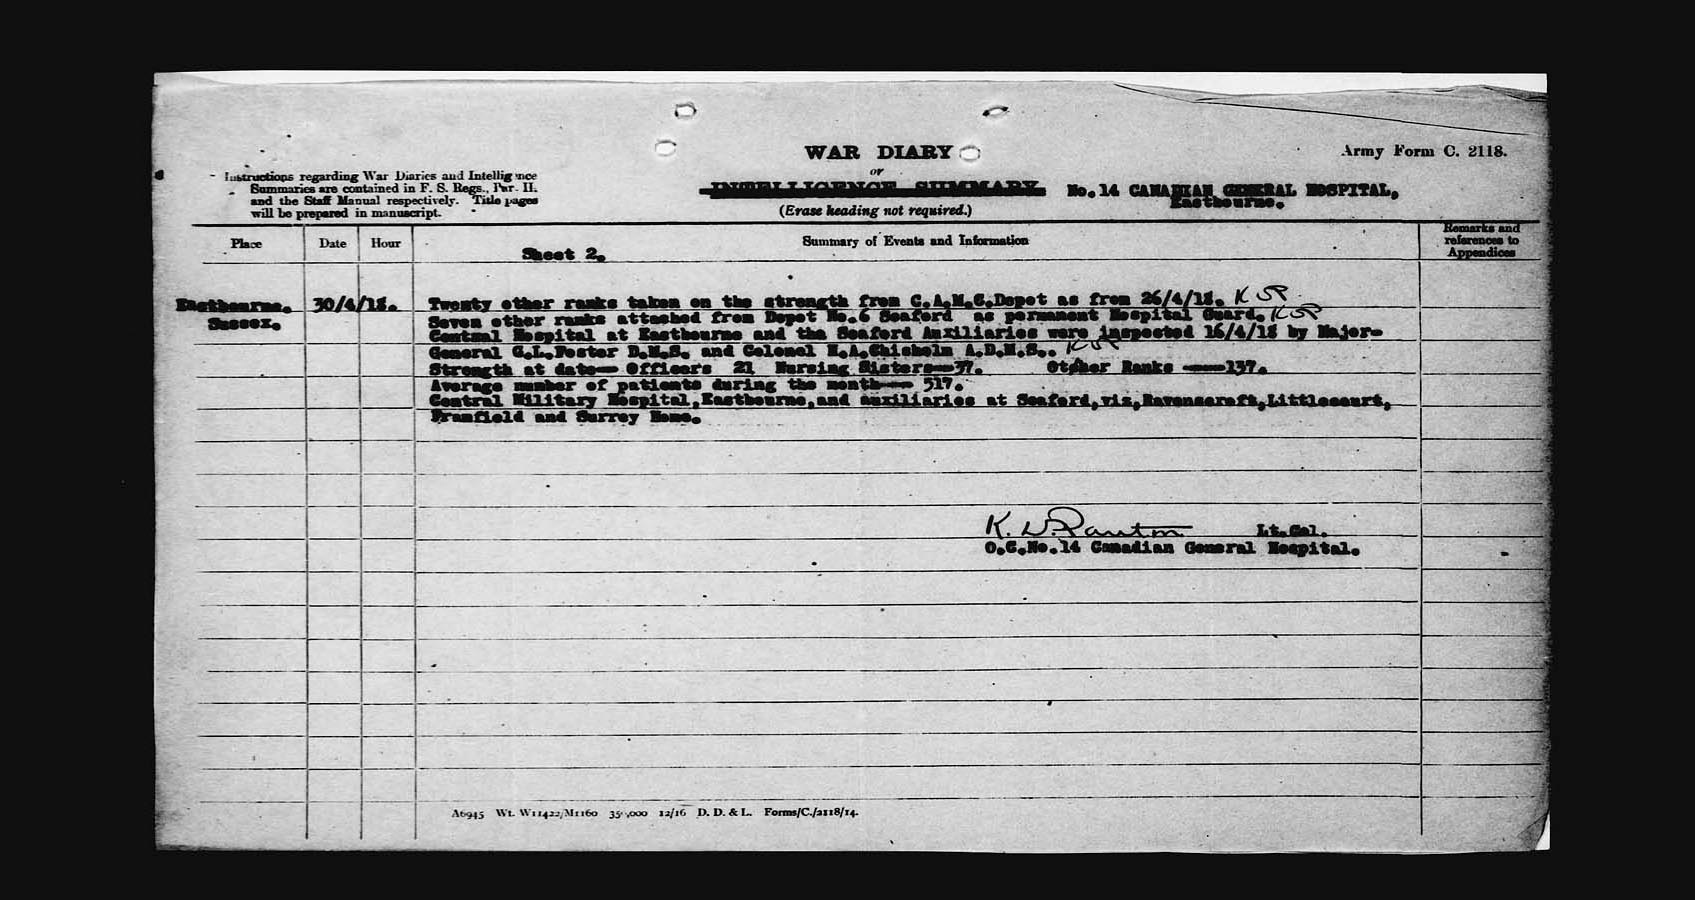 WAR DIARY
Army Form C. 2118.
or
Instructions regarding War Diaries and Intelligence
Summaries are contained in F. S. Regs., Par. II.
and the Staff Manual respectively. Title pages
will be prepared in manuscript.
INTELLIGENCE SUMMARY
No.14 CANADIAN GENERAL HOSPITAL,
Eastbourne.
(Erase heading not required.)
Place
Date
Hour
Summary of Events and Information
Remarks and
references to
Appendices
Sheet 2.
Eastbourne.
Sussex.
30/4/18.
Twenty other ranks taken on the strength from C.A.M.C.Depot as from 26/4/18.
Seven other ranks attached from Depot No.6 Seaford as permanent Hospital Guard.
Central Hospital at Eastbourne and the Seaford Auxiliaries were inspected 16/4/18 by Major-
General G.L.Foster D.M.S. and Colonel H.A.Chisholm A.D.M.S..
Strength at date-- Officers 21 Nursing Sisters--37. Otsher Ranks ---137.
Average number of patients during the month--- 517.
Central Military Hospital,Eastbourne,and auxiliaries at Seaford,viz,Ravenscraft,Littlecourt,
Framfield and Surrey Home.
K. D. Panton Lt.Col.
O.C.No.14 Canadian General Hospital.
A6945 Wt. W11422/M1160 35,000 12/16 D. D. & L. Forms/C./2118/14.